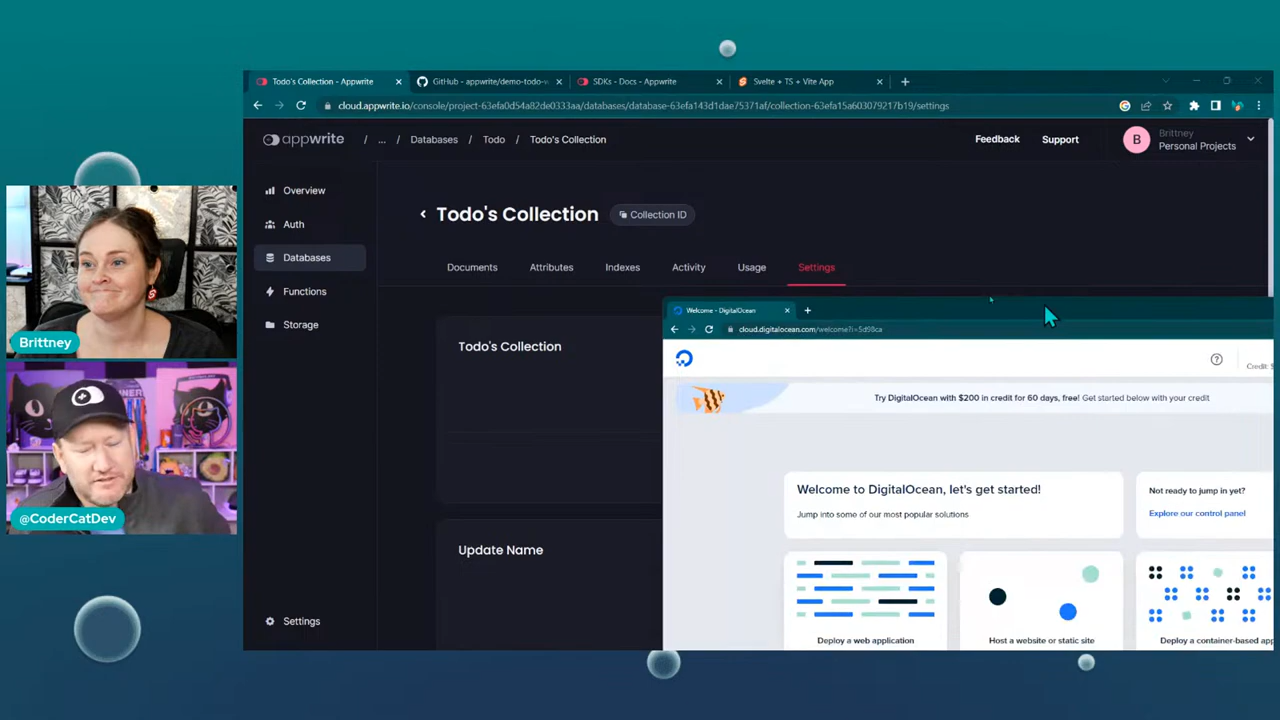 Todo's Collection - Appwrite
GitHub - appwrite/demo-todo-
SDKs - Docs - Appwrite
Svelte + TS + Vite App
cloud.appwrite.io/console/project-63efa0d54a82de0333aa/databases/database-63efa143d1dae75371af/collection-63efa15a603079217b19/settings
appwrite / ... / Databases / Todo / Todo's Collection
Feedback
Support
B
Brittney
Personal Projects
Overview
Auth
Databases
Functions
Storage
Settings
Todo's Collection
Collection ID
Documents
Attributes
Indexes
Activity
Usage
Settings
Todo's Collection
Update Name
Welcome - DigitalOcean
cloud.digitalocean.com/welcome?i=5d98ca
Credit:
Try DigitalOcean with $200 in credit for 60 days, free! Get started below with your credit
Welcome to DigitalOcean, let's get started!
Jump into some of our most popular solutions
Not ready to jump in yet?
Explore our control panel
Deploy a web application
Host a website or static site
Deploy a container-based app
Brittney
@CoderCatDev